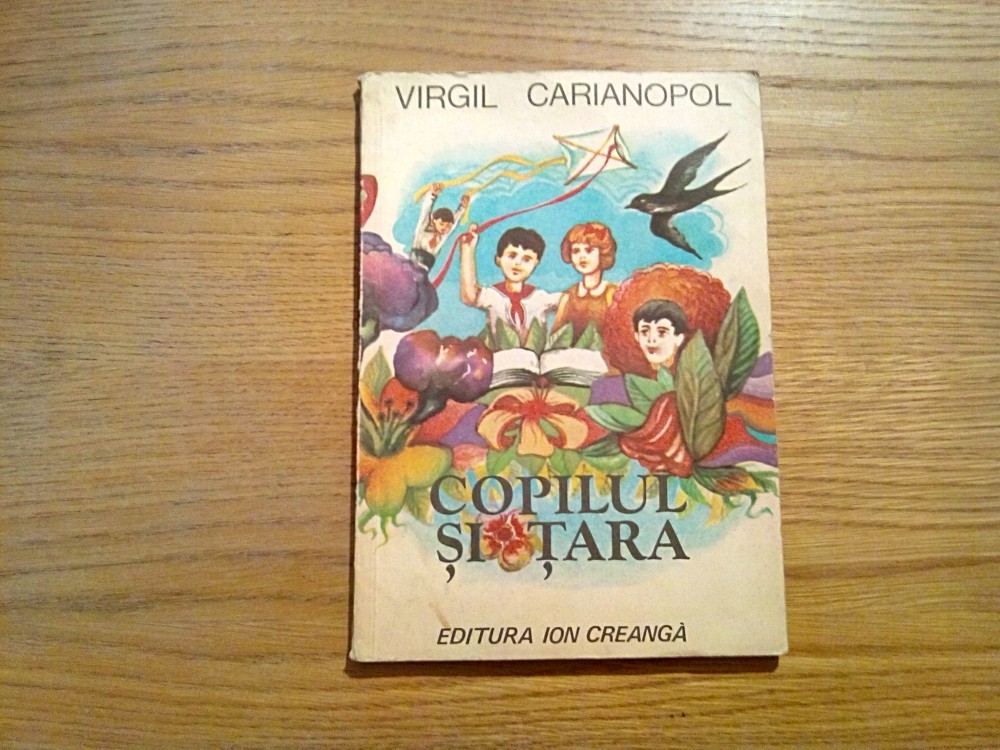 VIRGIL CARIANOPOL
COPILUL
ȘI ȚARA
EDITURA ION CREANGĂ